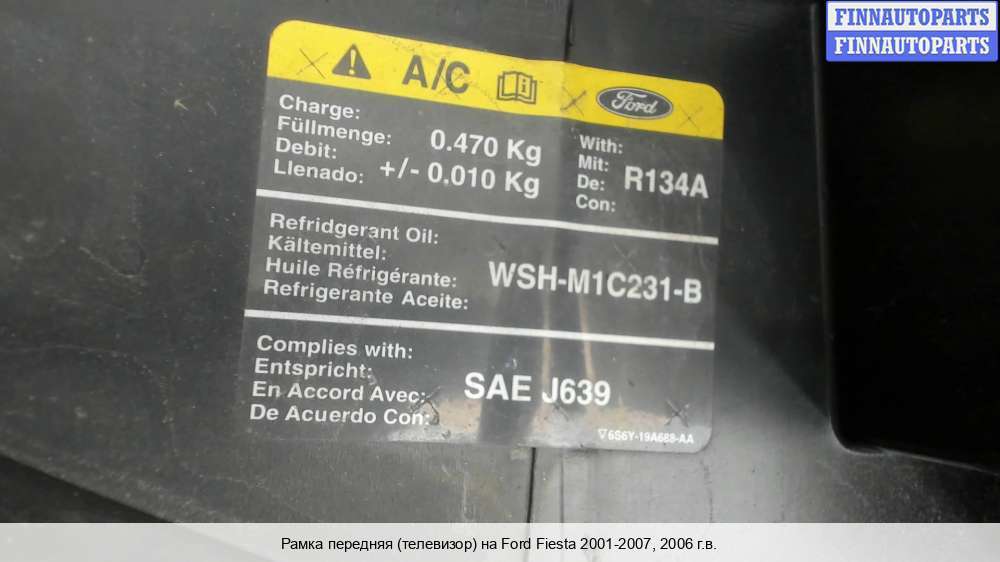 FINNAUTOPARTS
FINNAUTOPARTS
A/C
Ford
Charge:
Füllmenge:
Debit:
Llenado:
0.470 Kg
+/- 0.010 Kg
With:
Mit:
De:
Con:
R134A
Refridgerant Oil:
Kältemittel:
Huile Réfrigérante:
Refrigerante Aceite:
WSH-M1C231-B
Complies with:
Entspricht:
En Accord Avec:
De Acuerdo Con:
SAE J639
6S6Y-19A688-AA
Рамка передняя (телевизор) на Ford Fiesta 2001-2007, 2006 г.в.